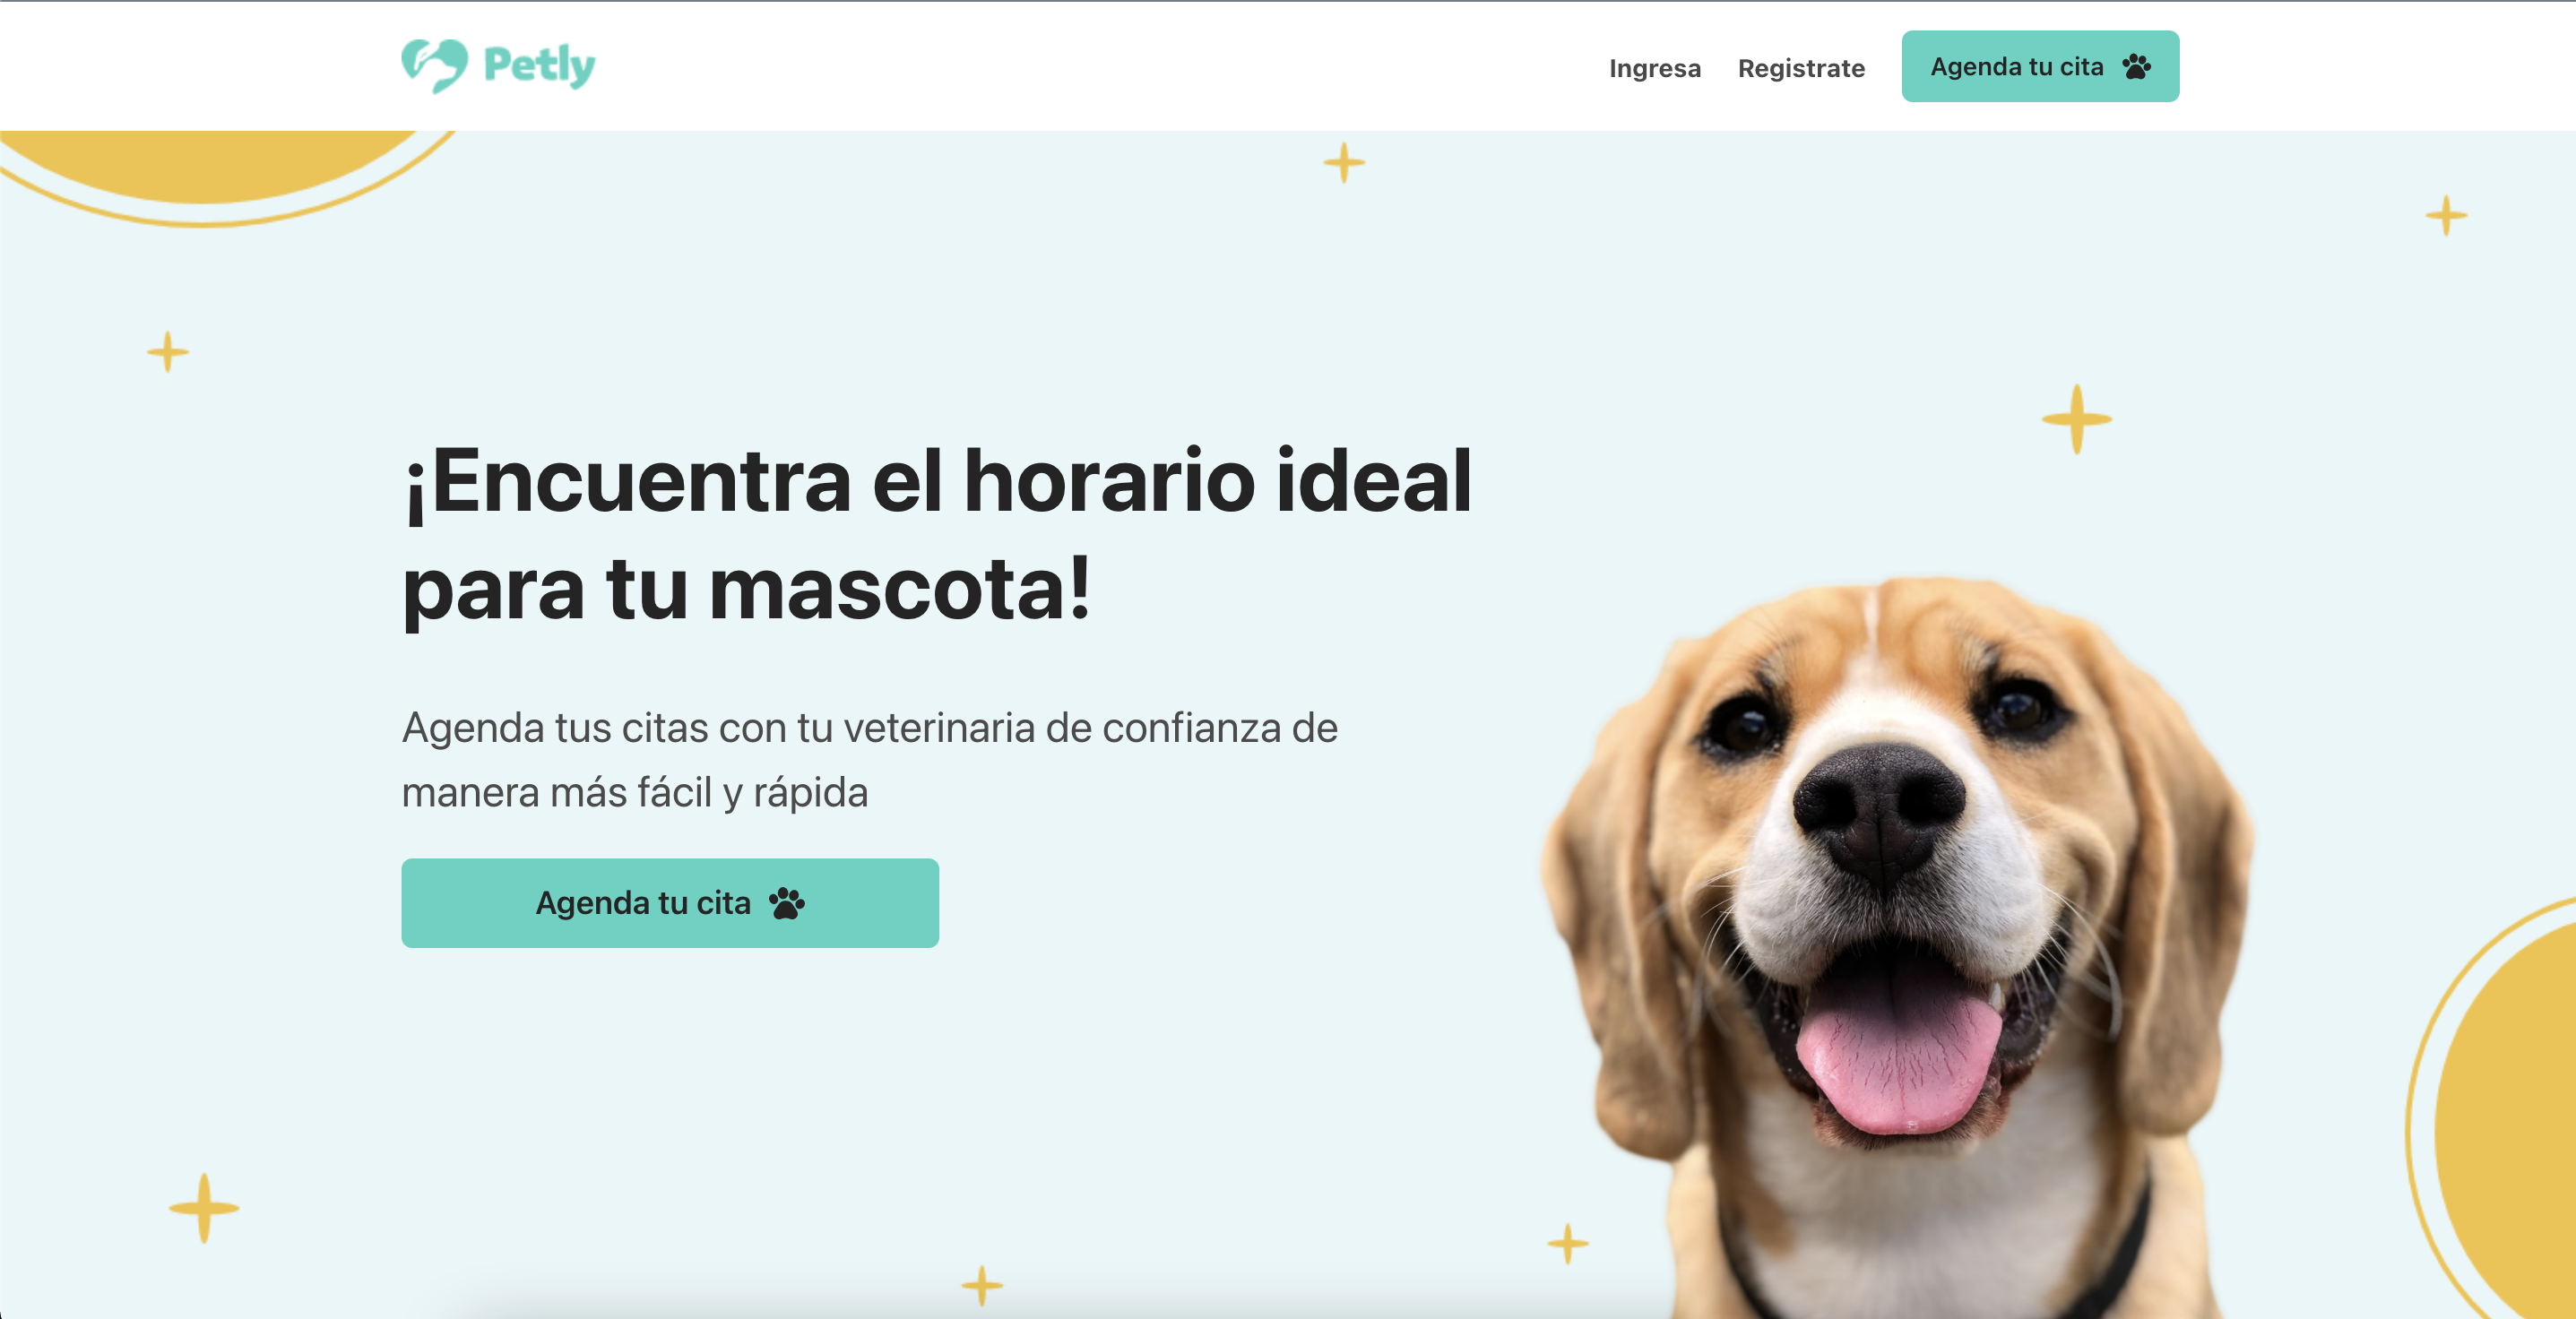 Petly
Ingresa
Registrate
Agenda tu cita
¡Encuentra el horario ideal
para tu mascota!
Agenda tus citas con tu veterinaria de confianza de
manera más fácil y rápida
Agenda tu cita